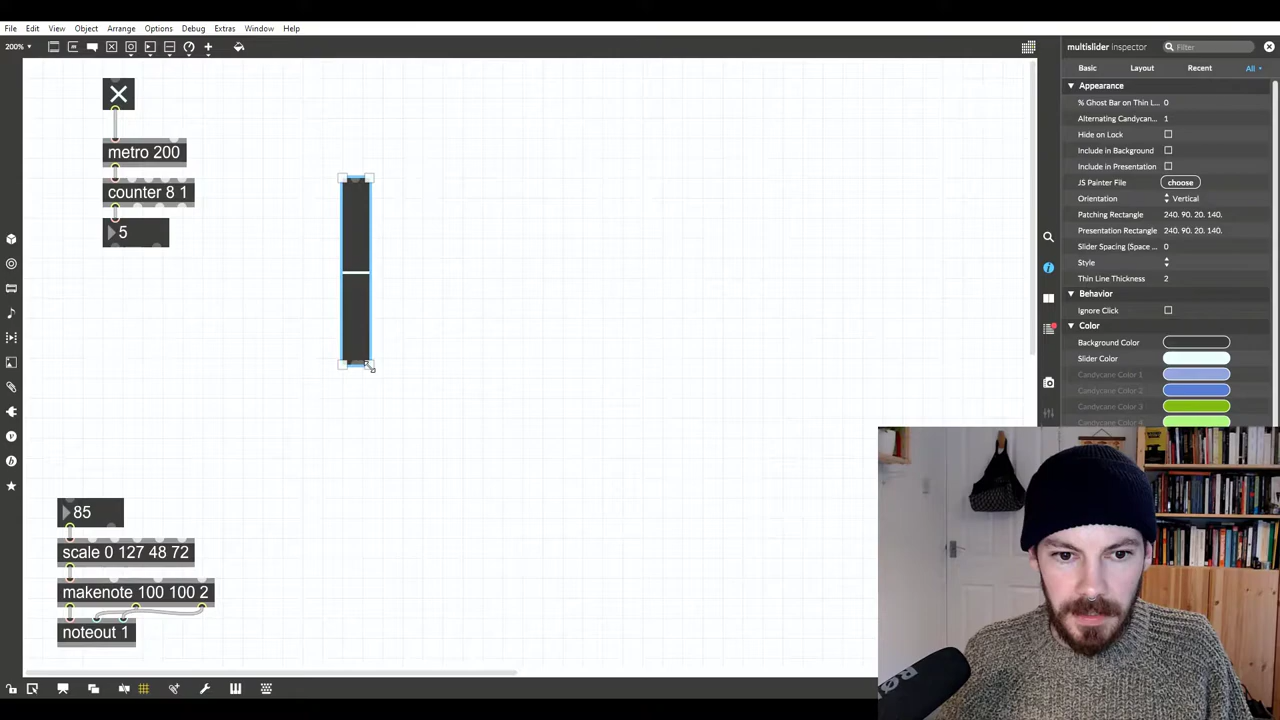 File Edit View Object Arrange Options Debug Extras Window Help
200%
multislider inspector Filter
Basic Layout Recent All
Appearance
% Ghost Bar on Thin L... 0
Alternating Candycan... 1
Hide on Lock
Include in Background
Include in Presentation
JS Painter File choose
Orientation Vertical
Patching Rectangle 240. 90. 20. 140.
Presentation Rectangle 240. 90. 20. 140.
Slider Spacing (Space ... 0
Style
Thin Line Thickness 2
Behavior
Ignore Click
Color
Background Color
Slider Color
Candycane Color 1
Candycane Color 2
Candycane Color 3
Candycane Color 4
metro 200
counter 8 1
5
85
scale 0 127 48 72
makenote 100 100 2
noteout 1